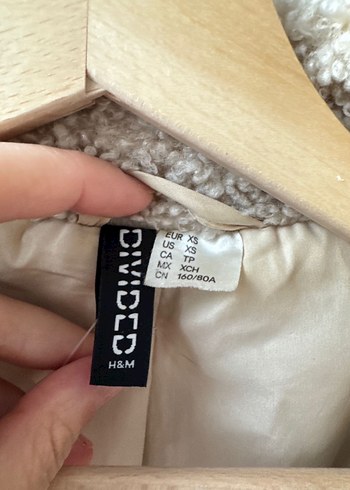 DIVIDED
H&M
EUR XS
US XS
CA TP
MX XCH
CN 160/80A